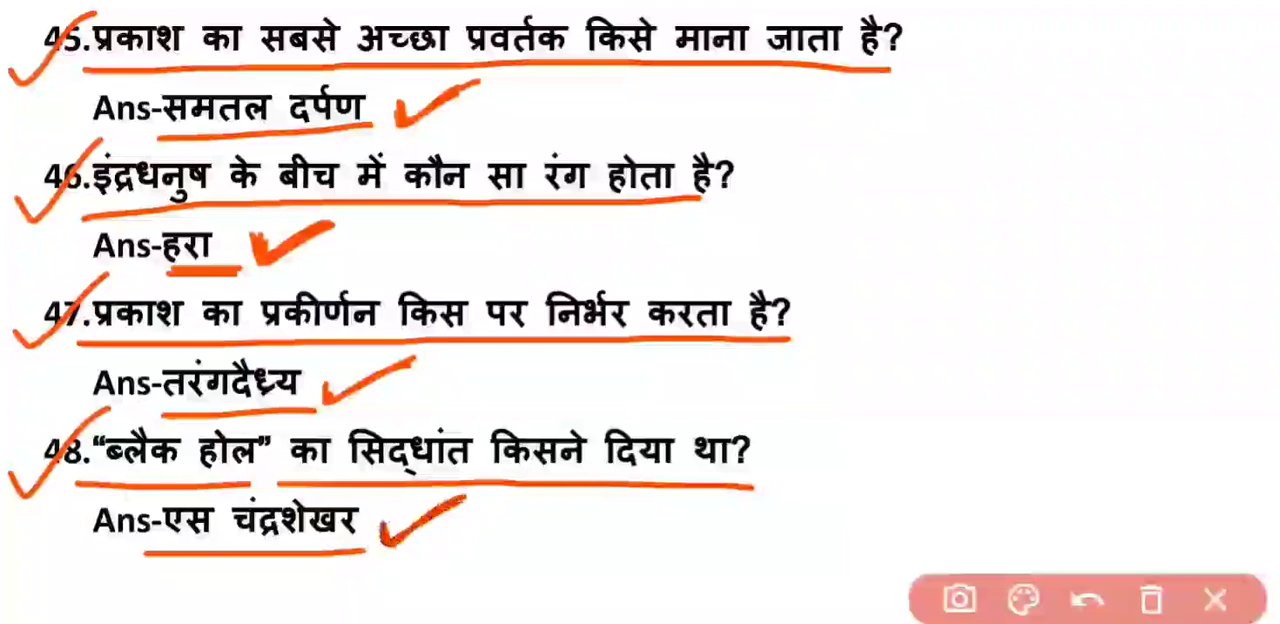 45.प्रकाश का सबसे अच्छा प्रवर्तक किसे माना जाता है?
Ans-समतल दर्पण
46.इंद्रधनुष के बीच में कौन सा रंग होता है?
Ans-हरा
47.प्रकाश का प्रकीर्णन किस पर निर्भर करता है?
Ans-तरंगदैध्र्य
48.“ब्लैक होल” का सिद्धांत किसने दिया था?
Ans-एस चंद्रशेखर